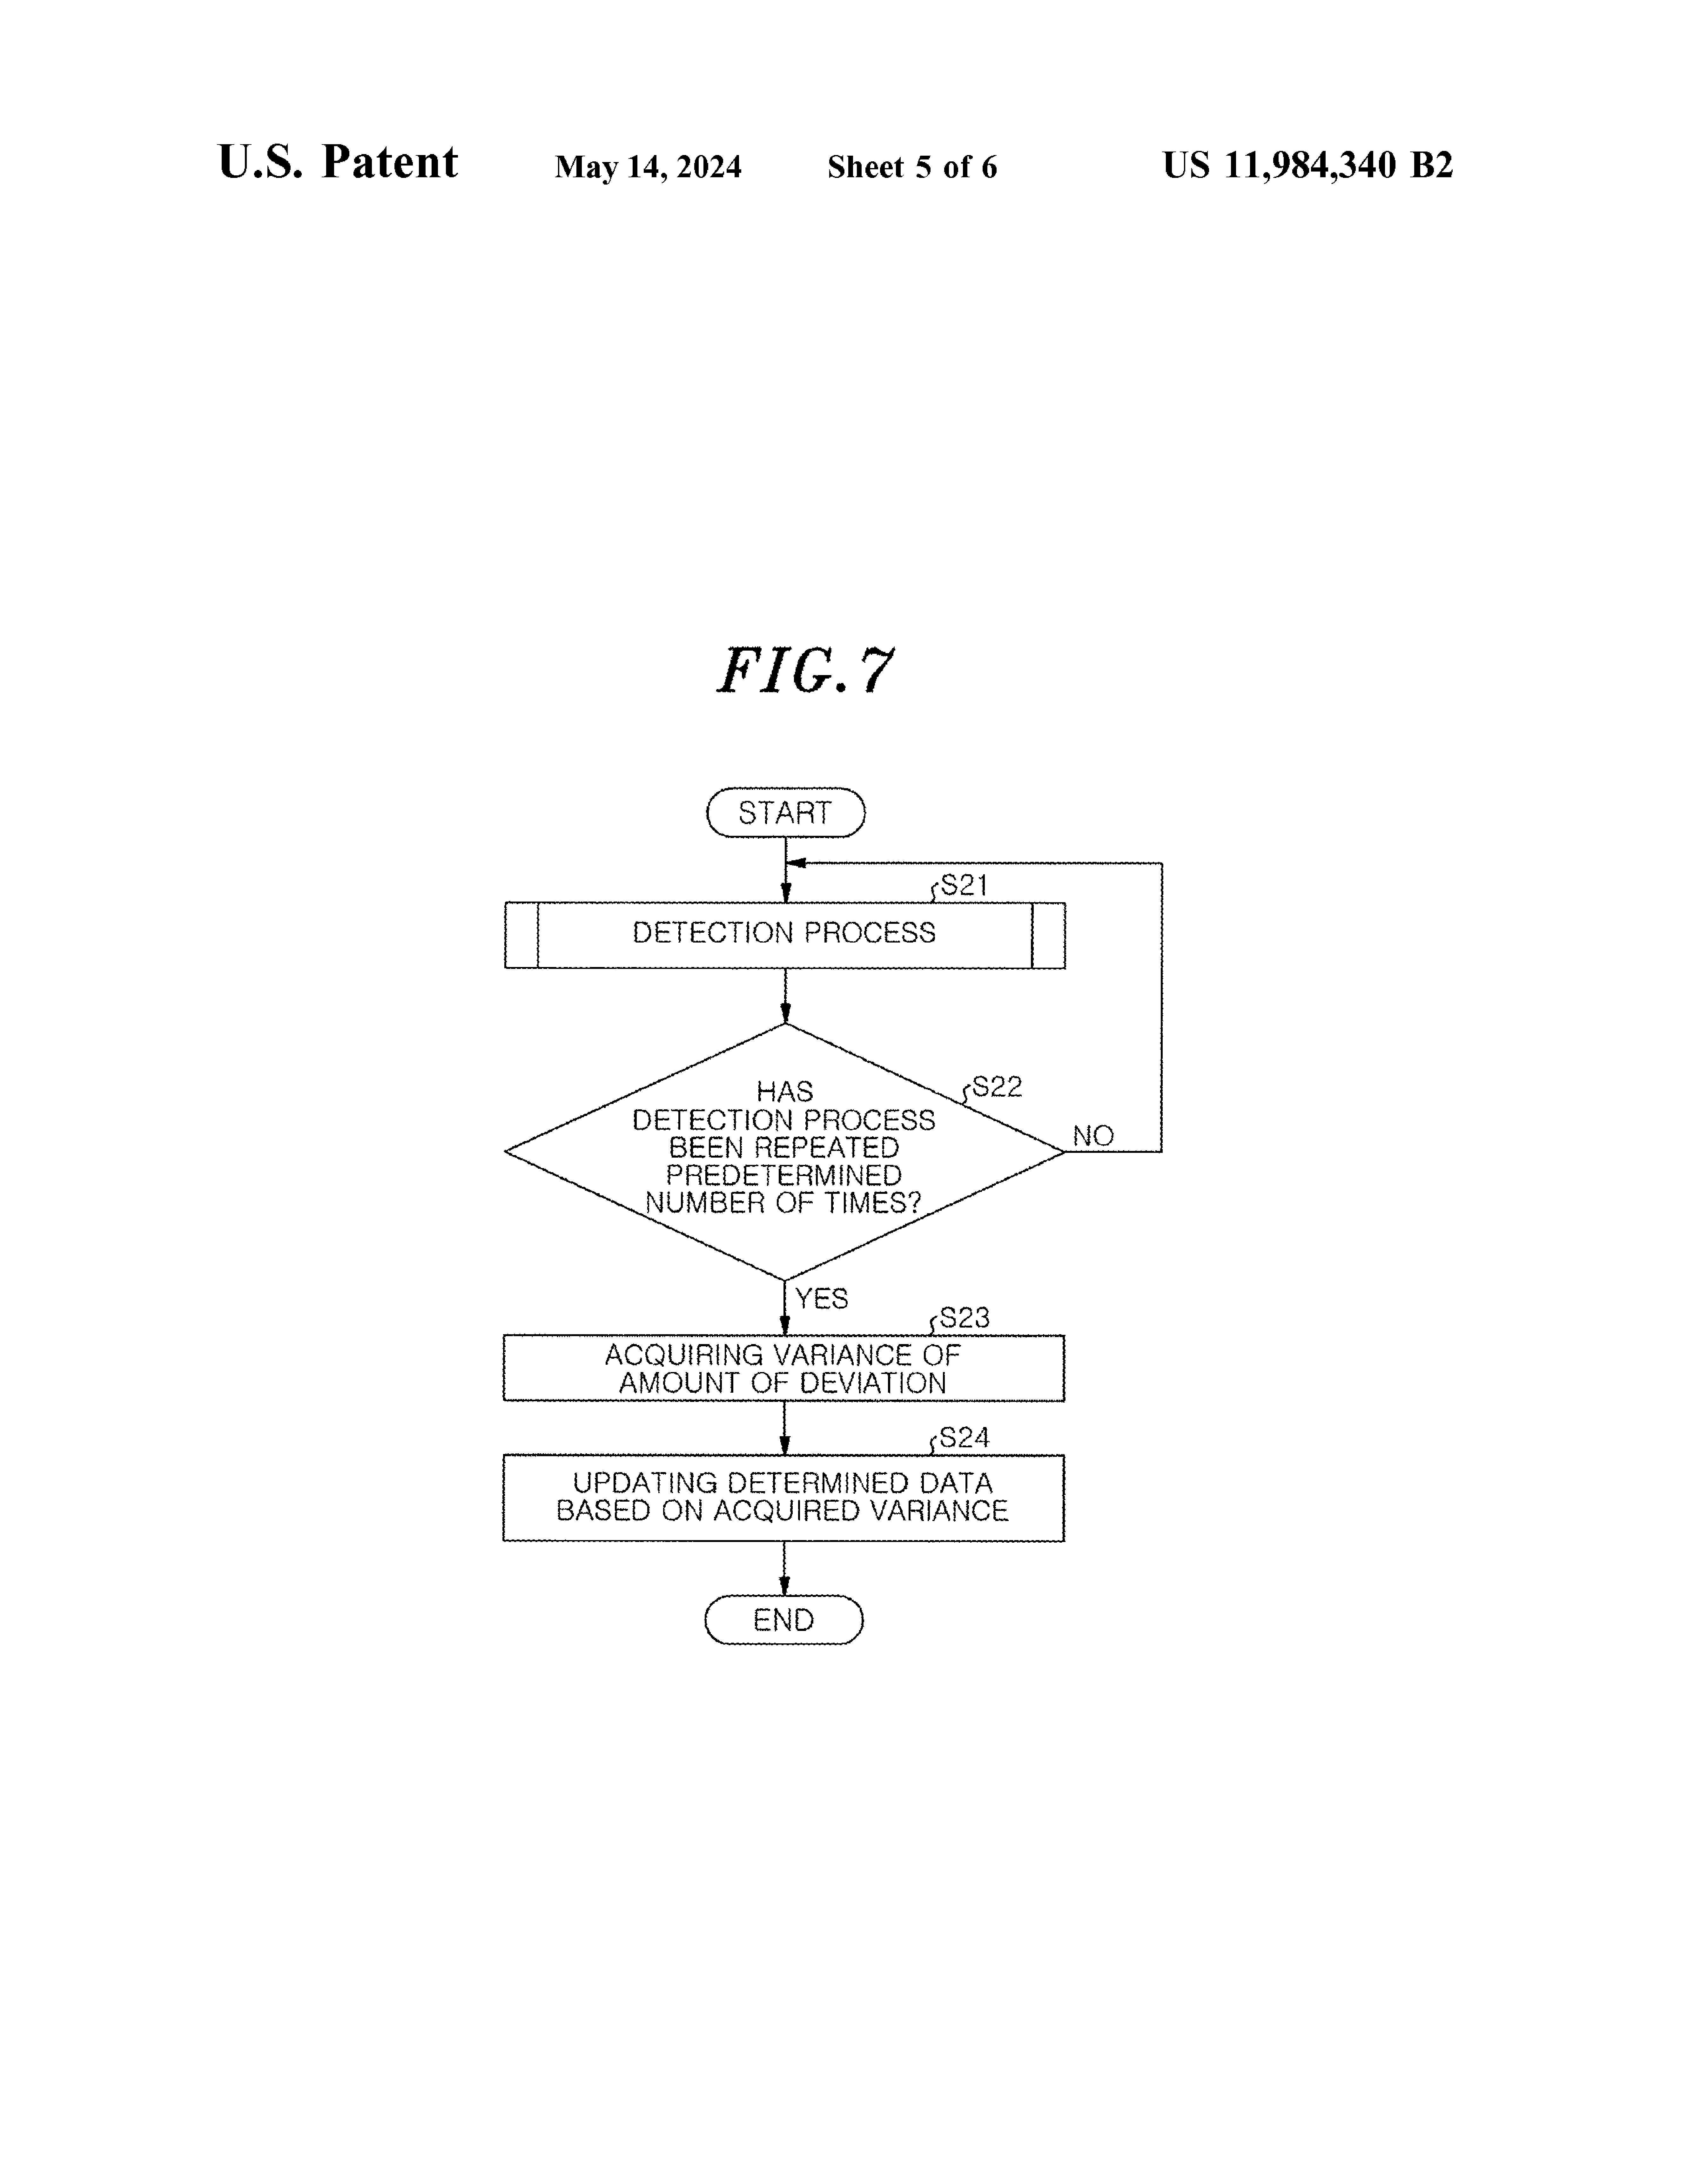 U.S. Patent May 14, 2024 Sheet 5 of 6 US 11,984,340 B2
FIG. 7
START
S21
DETECTION PROCESS
S22
HAS
DETECTION PROCESS
BEEN REPEATED
PREDETERMINED
NUMBER OF TIMES?
NO
YES
S23
ACQUIRING VARIANCE OF
AMOUNT OF DEVIATION
S24
UPDATING DETERMINED DATA
BASED ON ACQUIRED VARIANCE
END